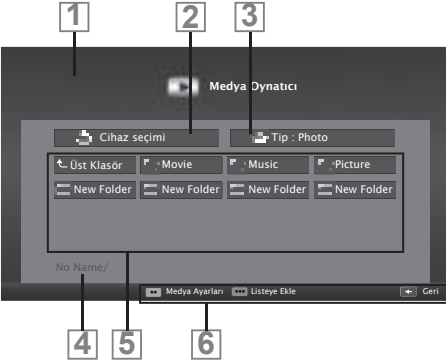 1 2 3
Medya Oynatıcı
Cihaz seçimi Tip : Photo
Üst Klasör Movie Music Picture
New Folder New Folder New Folder New Folder
No Name/
Medya Ayarları Listeye Ekle Geri
4 5 6